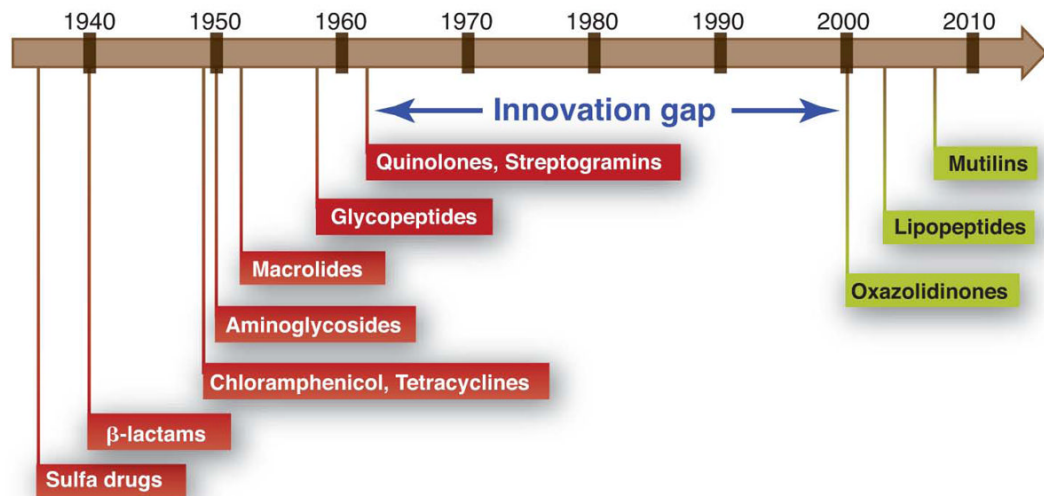 1940 1950 1960 1970 1980 1990 2000 2010
Innovation gap
Quinolones, Streptogramins
Mutilins
Glycopeptides
Lipopeptides
Macrolides
Oxazolidinones
Aminoglycosides
Chloramphenicol, Tetracyclines
β-lactams
Sulfa drugs